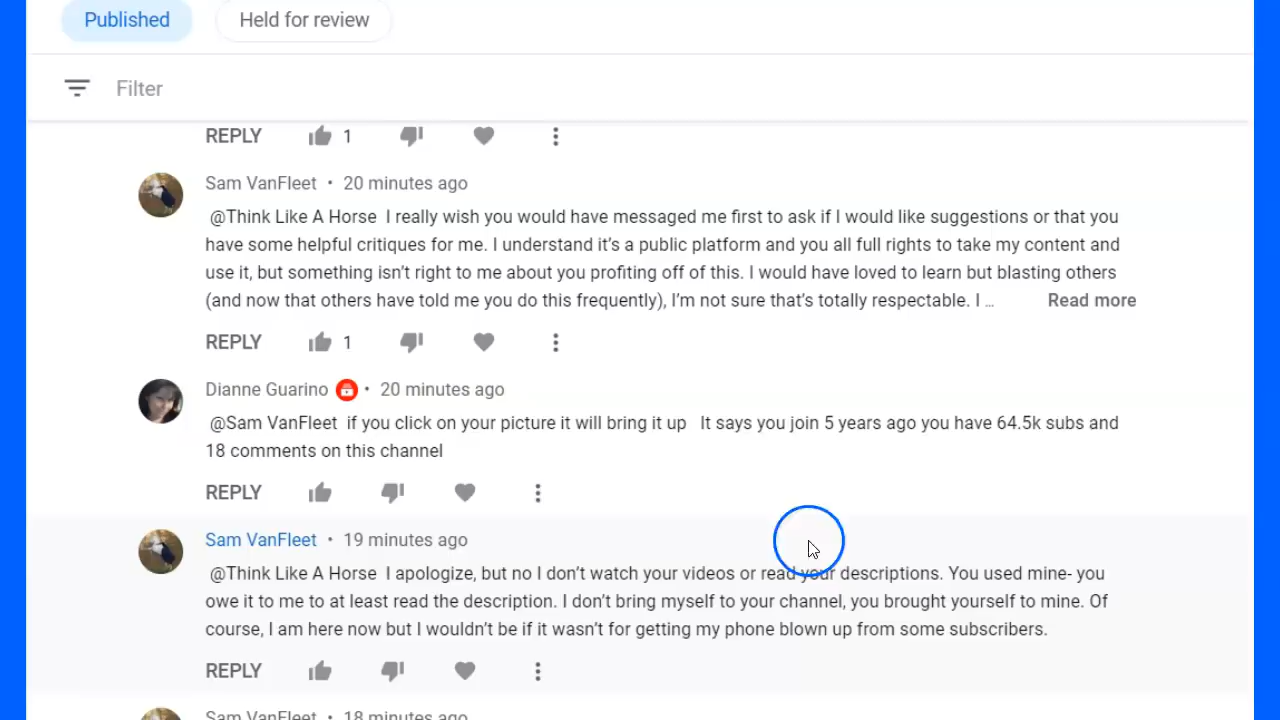 Published
Held for review
Filter
REPLY
1
Sam VanFleet • 20 minutes ago
@Think Like A Horse I really wish you would have messaged me first to ask if I would like suggestions or that you
have some helpful critiques for me. I understand it's a public platform and you all full rights to take my content and
use it, but something isn't right to me about you profiting off of this. I would have loved to learn but blasting others
(and now that others have told me you do this frequently), I'm not sure that's totally respectable. I ...
Read more
REPLY
1
Dianne Guarino • 20 minutes ago
@Sam VanFleet if you click on your picture it will bring it up It says you join 5 years ago you have 64.5k subs and
18 comments on this channel
REPLY
Sam VanFleet • 19 minutes ago
@Think Like A Horse I apologize, but no I don't watch your videos or read your descriptions. You used mine- you
owe it to me to at least read the description. I don't bring myself to your channel, you brought yourself to mine. Of
course, I am here now but I wouldn't be if it wasn't for getting my phone blown up from some subscribers.
REPLY
Sam VanFleet • 18 minutes ago